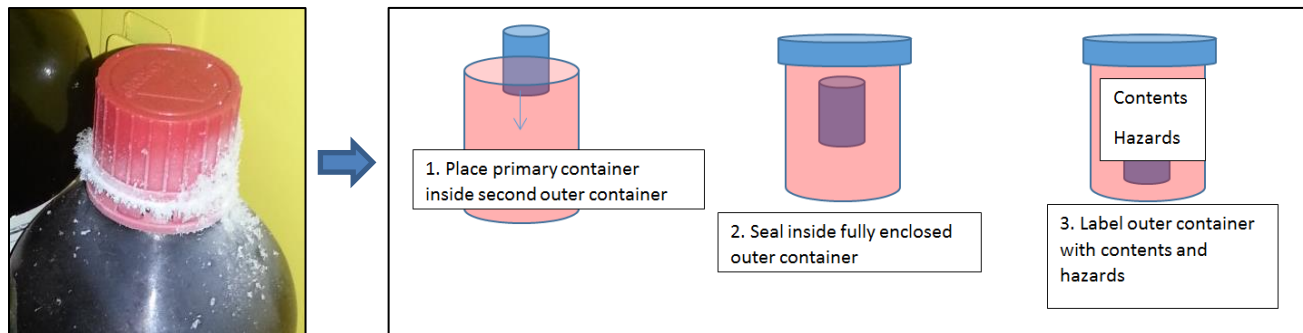 1. Place primary container
inside second outer container
2. Seal inside fully enclosed
outer container
Contents
Hazards
3. Label outer container
with contents and
hazards